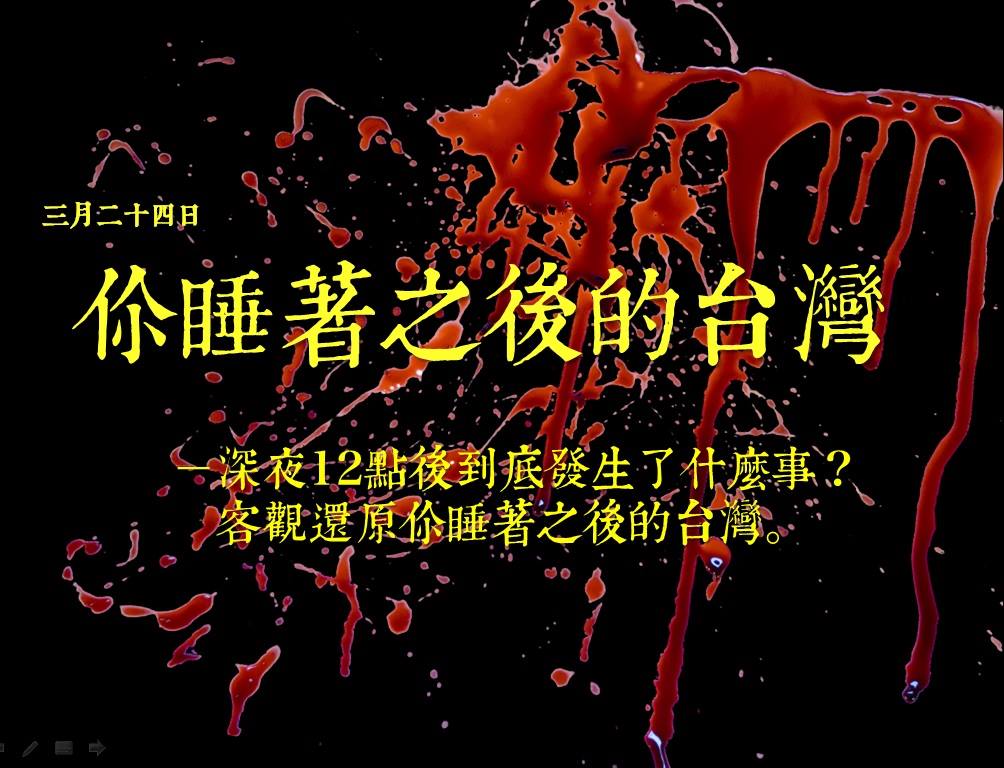 三月二十四日
你睡著之後的台灣
—深夜12點後到底發生了什麼事？
客觀還原你睡著之後的台灣。